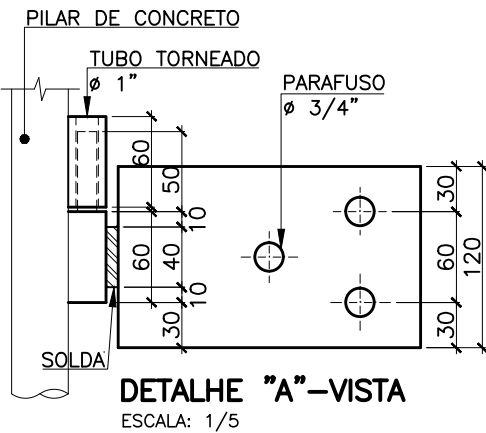 PILAR DE CONCRETO
TUBO TORNEADO
ø 1"
PARAFUSO
ø 3/4"
60
50
10
60
40
10
30
30
60
30
120
SOLDA
DETALHE "A"-VISTA
ESCALA: 1/5